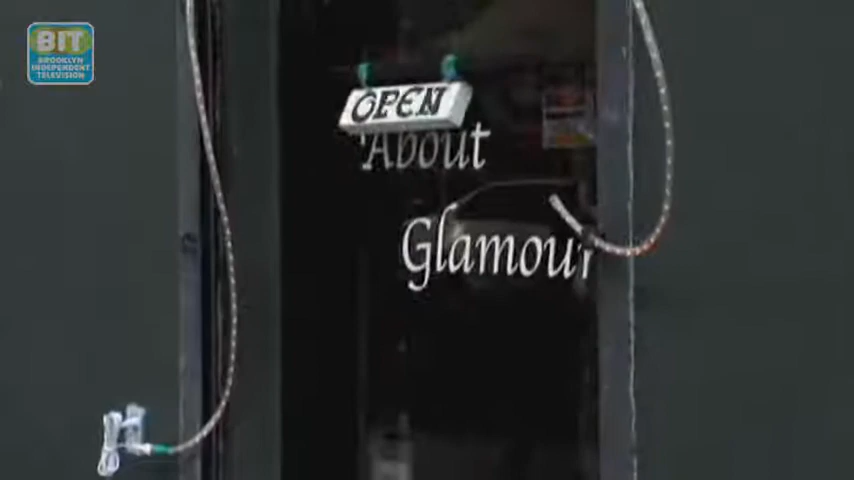 BIT
BROOKLYN
INDEPENDENT
TELEVISION
OPEN
About
Glamour